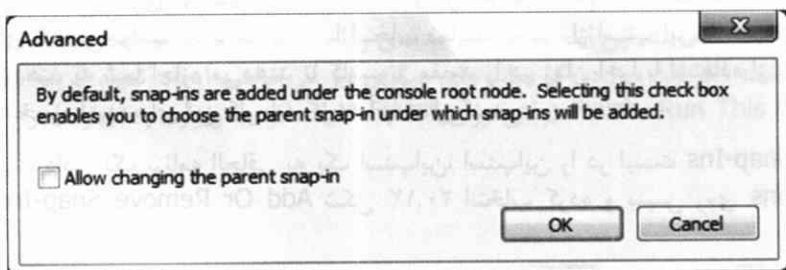 Advanced
By default, snap-ins are added under the console root node. Selecting this check box
enables you to choose the parent snap-in under which snap-ins will be added.
Allow changing the parent snap-in
OK
Cancel